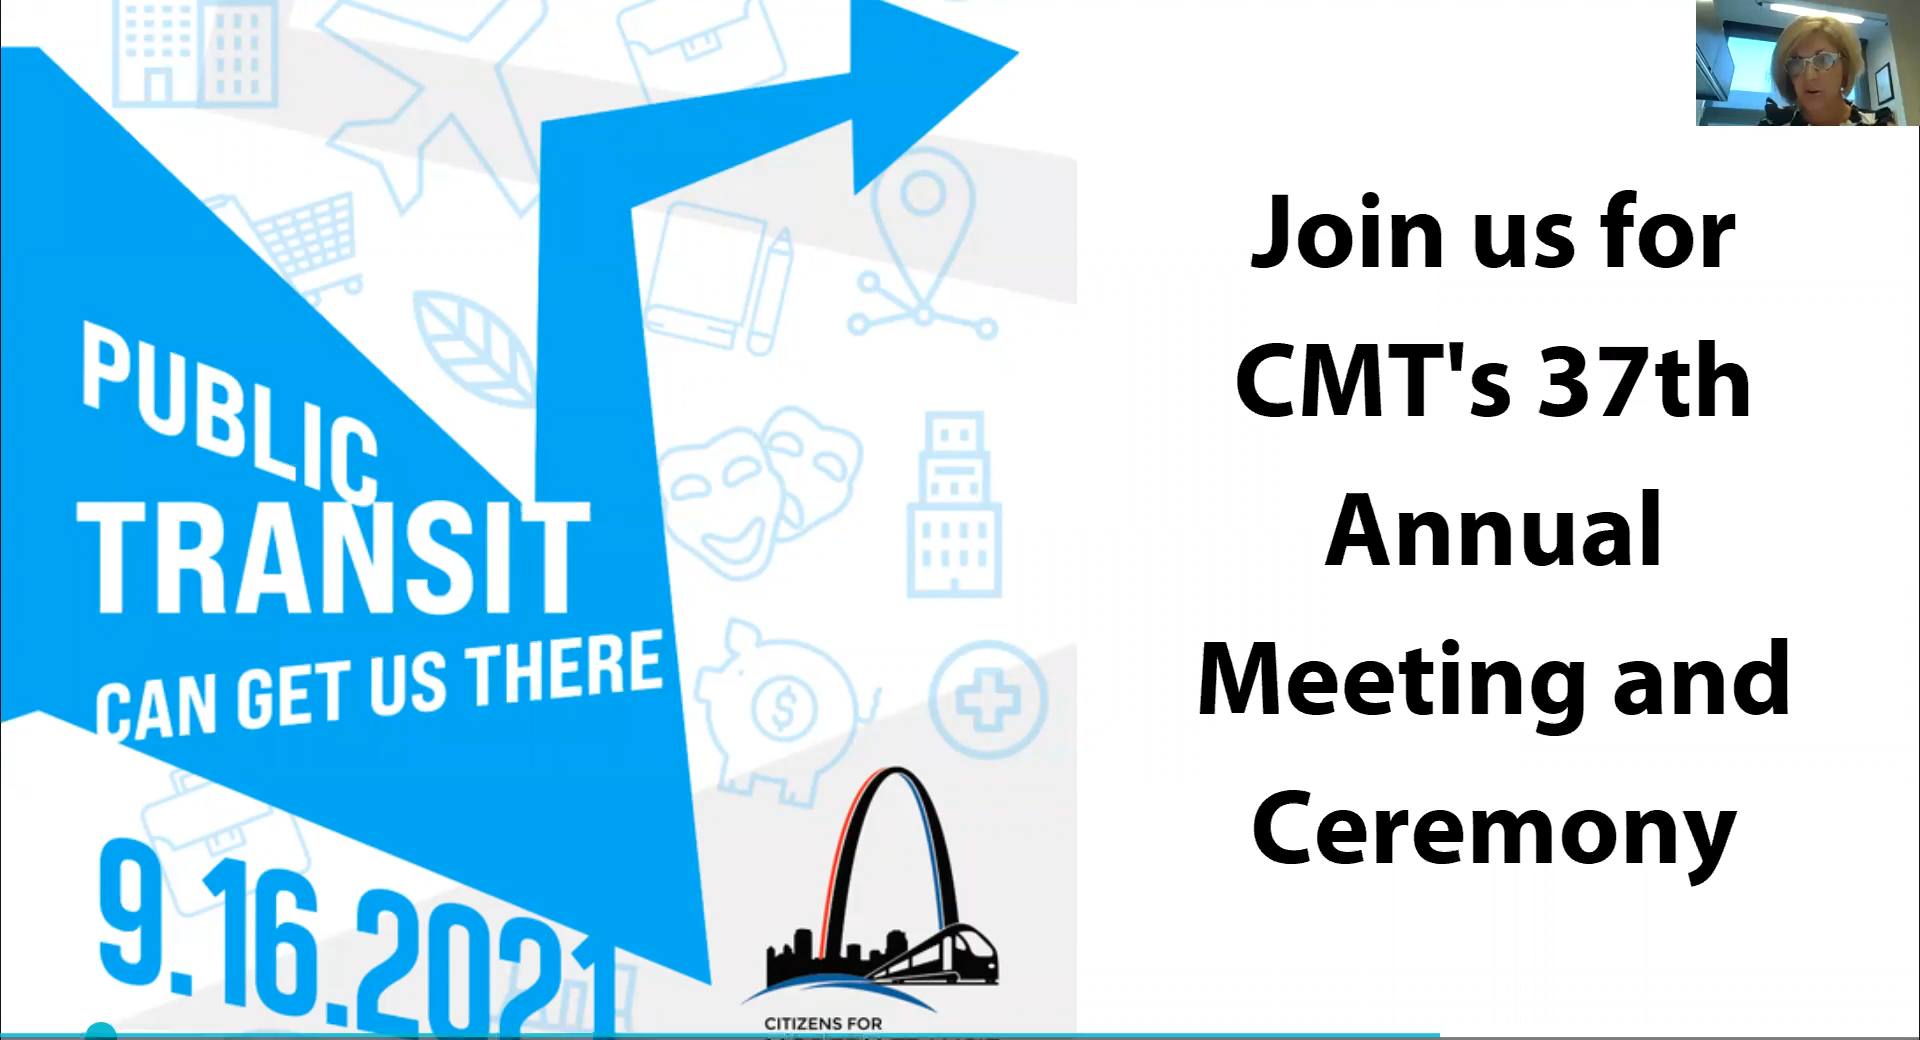 PUBLIC
TRANSIT
CAN GET US THERE
9.16.2021
CITIZENS FOR
Join us for
CMT's 37th
Annual
Meeting and
Ceremony